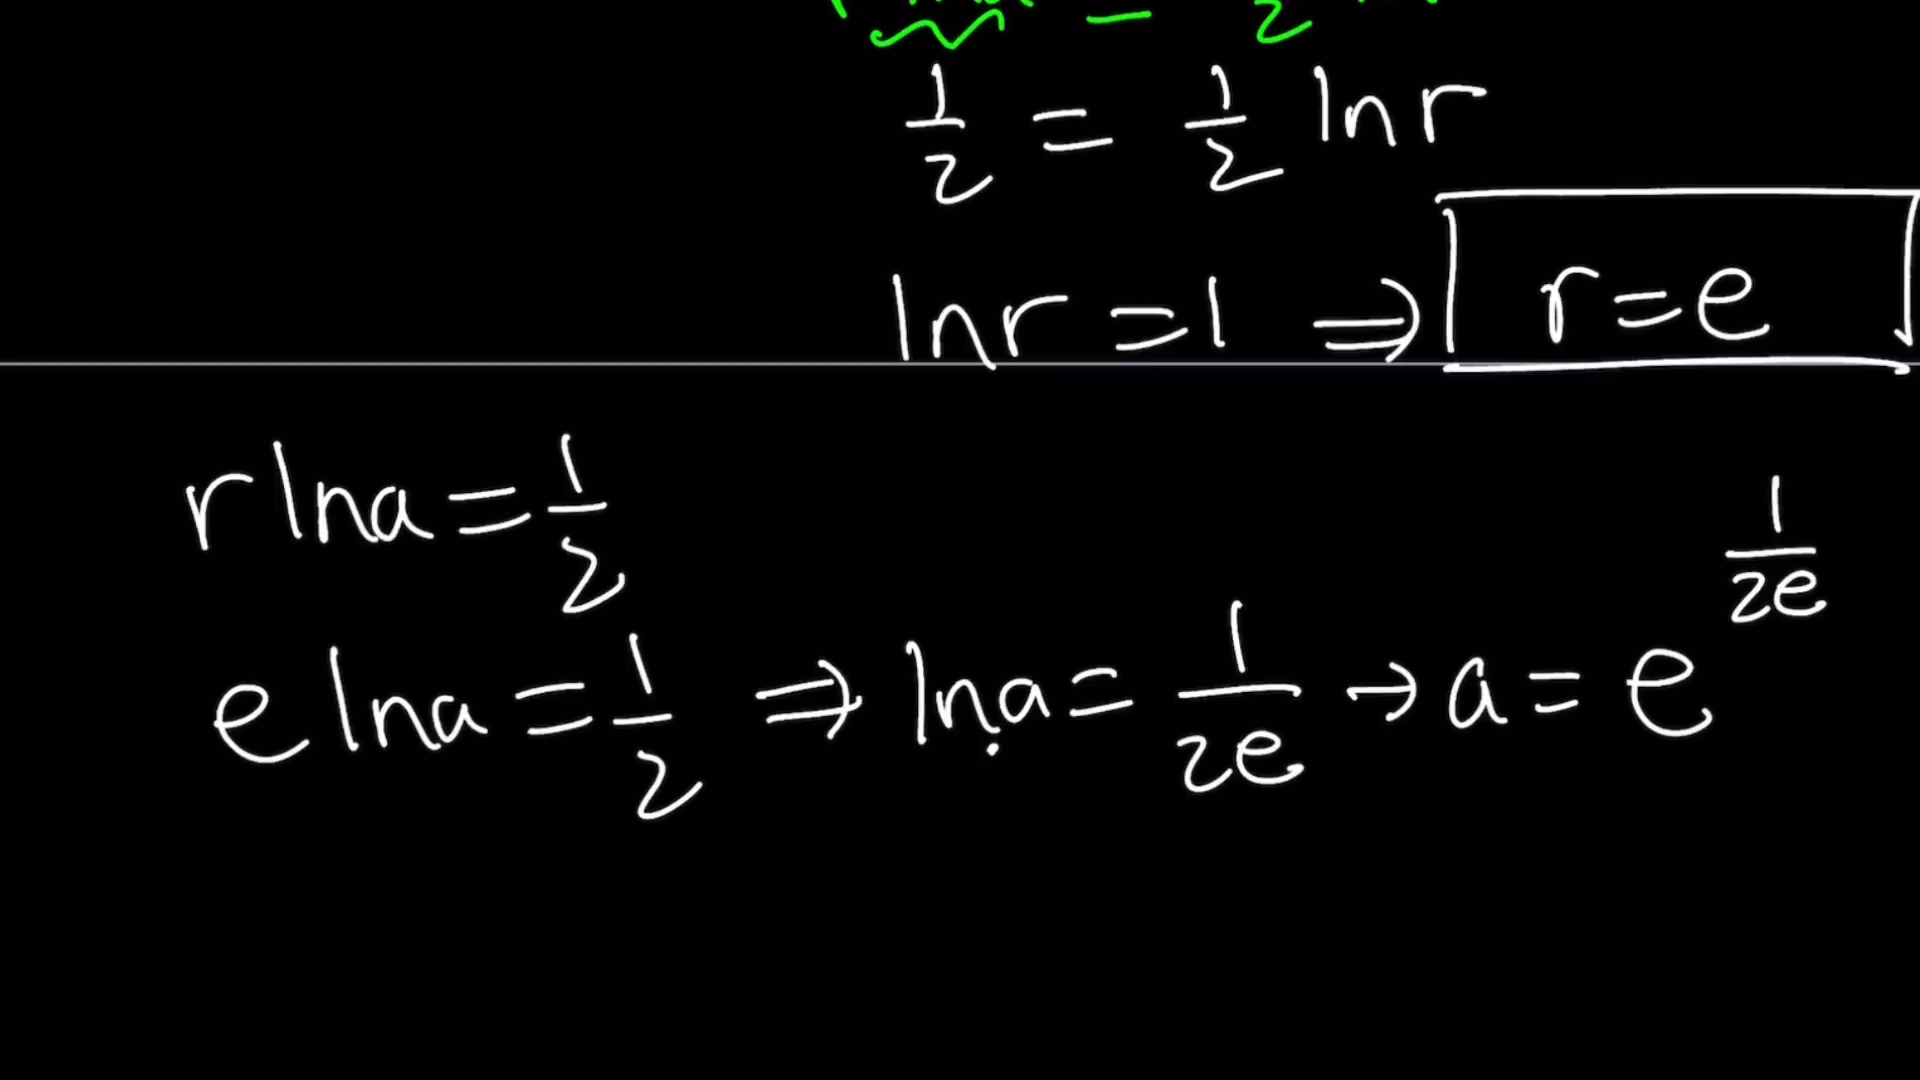 1/2 = 1/2 ln r
ln r = 1 ⇒ r = e
r ln a = 1/2
e ln a = 1/2 ⇒ ln a = 1/2e → a = e^(1/2e)